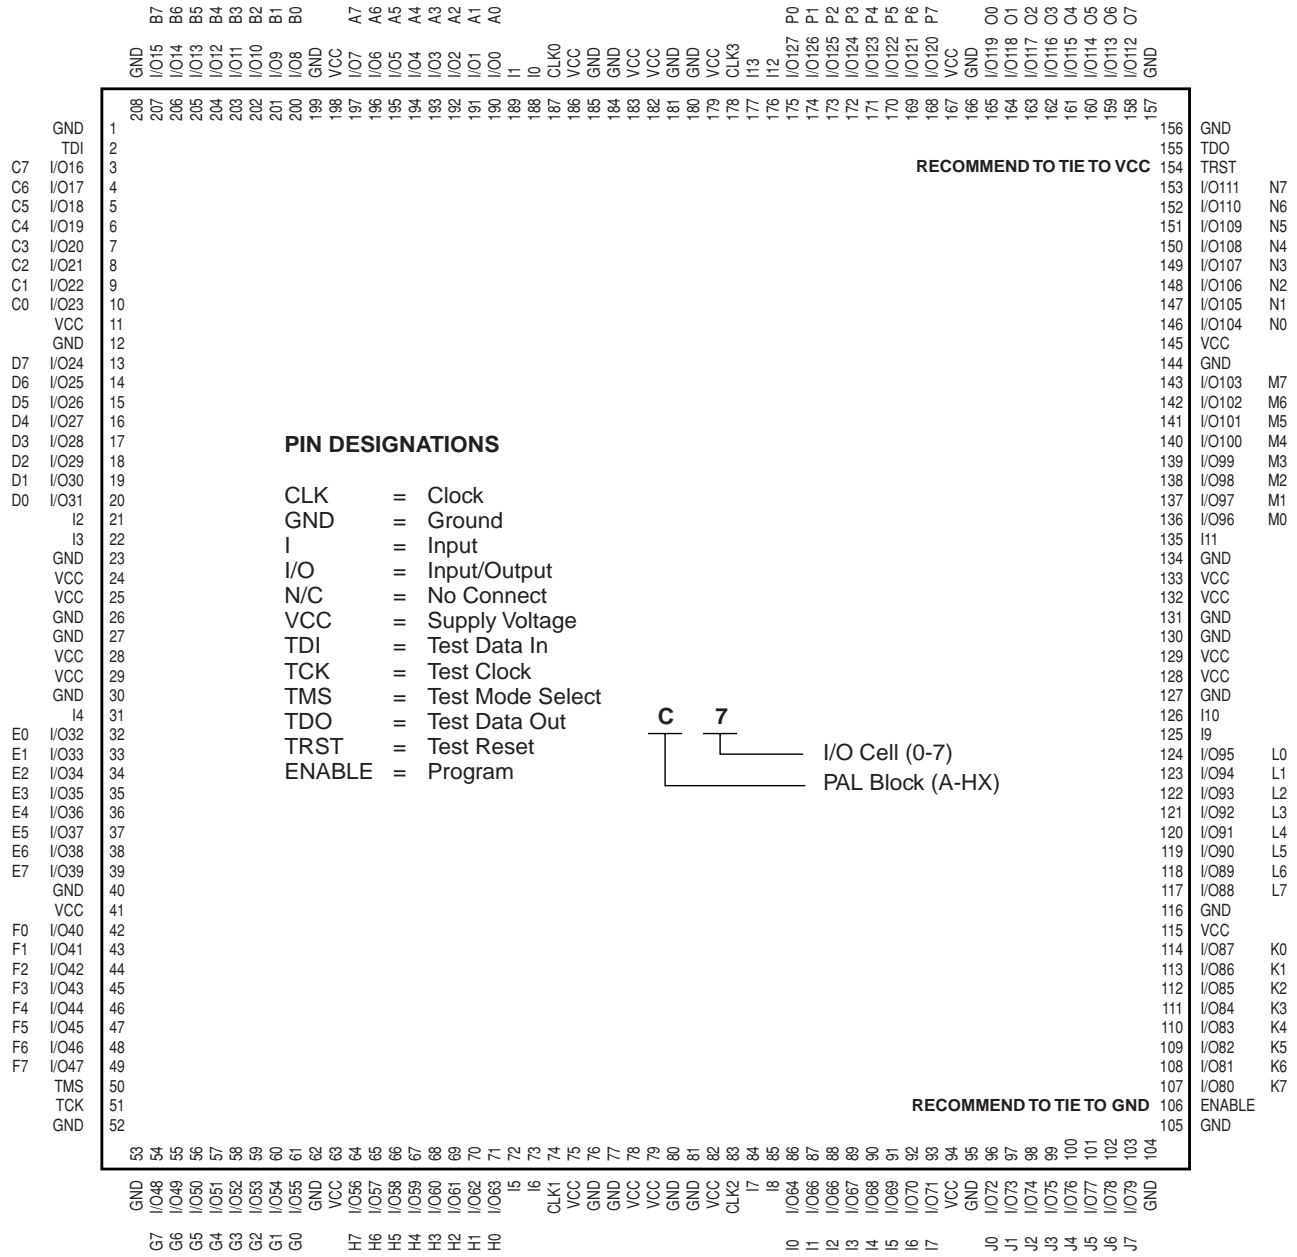 B7 B6 B5 B4 B3 B2 B1 B0 A7 A6 A5 A4 A3 A2 A1 A0 P0 P1 P2 P3 P4 P5 P6 P7 O0 O1 O2 O3 O4 O5 O6 O7
GND I/O15 I/O14 I/O13 I/O12 I/O11 I/O10 I/O9 I/O8 GND VCC I/O7 I/O6 I/O5 I/O4 I/O3 I/O2 I/O1 I/O0 I1 I0 CLK0 VCC GND GND VCC VCC GND GND VCC CLK3 I13 I12 I/O127 I/O126 I/O125 I/O124 I/O123 I/O122 I/O121 I/O120 VCC GND I/O119 I/O118 I/O117 I/O116 I/O115 I/O114 I/O113 I/O112 GND
208 207 206 205 204 203 202 201 200 199 198 197 196 195 194 193 192 191 190 189 188 187 186 185 184 183 182 181 180 179 178 177 176 175 174 173 172 171 170 169 168 167 166 165 164 163 162 161 160 159 158 157
GND 1
TDI 2
C7 I/O16 3
C6 I/O17 4
C5 I/O18 5
C4 I/O19 6
C3 I/O20 7
C2 I/O21 8
C1 I/O22 9
C0 I/O23 10
VCC 11
GND 12
D7 I/O24 13
D6 I/O25 14
D5 I/O26 15
D4 I/O27 16
D3 I/O28 17
D2 I/O29 18
D1 I/O30 19
D0 I/O31 20
I2 21
I3 22
GND 23
VCC 24
VCC 25
GND 26
GND 27
VCC 28
VCC 29
GND 30
I4 31
E0 I/O32 32
E1 I/O33 33
E2 I/O34 34
E3 I/O35 35
E4 I/O36 36
E5 I/O37 37
E6 I/O38 38
E7 I/O39 39
GND 40
VCC 41
F0 I/O40 42
F1 I/O41 43
F2 I/O42 44
F3 I/O43 45
F4 I/O44 46
F5 I/O45 47
F6 I/O46 48
F7 I/O47 49
TMS 50
TCK 51
GND 52
PIN DESIGNATIONS
CLK = Clock
GND = Ground
I = Input
I/O = Input/Output
N/C = No Connect
VCC = Supply Voltage
TDI = Test Data In
TCK = Test Clock
TMS = Test Mode Select
TDO = Test Data Out
TRST = Test Reset
ENABLE = Program
C 7
I/O Cell (0-7)
PAL Block (A-HX)
156 GND
155 TDO
RECOMMEND TO TIE TO VCC 154 TRST
153 I/O111 N7
152 I/O110 N6
151 I/O109 N5
150 I/O108 N4
149 I/O107 N3
148 I/O106 N2
147 I/O105 N1
146 I/O104 N0
145 VCC
144 GND
143 I/O103 M7
142 I/O102 M6
141 I/O101 M5
140 I/O100 M4
139 I/O99 M3
138 I/O98 M2
137 I/O97 M1
136 I/O96 M0
135 I11
134 GND
133 VCC
132 VCC
131 GND
130 GND
129 VCC
128 VCC
127 GND
126 I10
125 I9
124 I/O95 L0
123 I/O94 L1
122 I/O93 L2
121 I/O92 L3
120 I/O91 L4
119 I/O90 L5
118 I/O89 L6
117 I/O88 L7
116 GND
115 VCC
114 I/O87 K0
113 I/O86 K1
112 I/O85 K2
111 I/O84 K3
110 I/O83 K4
109 I/O82 K5
108 I/O81 K6
107 I/O80 K7
RECOMMEND TO TIE TO GND 106 ENABLE
105 GND
53 54 55 56 57 58 59 60 61 62 63 64 65 66 67 68 69 70 71 72 73 74 75 76 77 78 79 80 81 82 83 84 85 86 87 88 89 90 91 92 93 94 95 96 97 98 99 100 101 102 103 104
GND I/O48 I/O49 I/O50 I/O51 I/O52 I/O53 I/O54 I/O55 GND VCC I/O56 I/O57 I/O58 I/O59 I/O60 I/O61 I/O62 I/O63 I5 I6 CLK1 VCC GND GND VCC VCC GND GND VCC CLK2 I7 I8 I/O64 I/O66 I/O66 I/O67 I/O68 I/O69 I/O70 I/O71 VCC GND I/O72 I/O73 I/O74 I/O75 I/O76 I/O77 I/O78 I/O79 GND
G7 G6 G5 G4 G3 G2 G1 G0 H7 H6 H5 H4 H3 H2 H1 H0 I0 I1 I2 I3 I4 I5 I6 I7 J0 J1 J2 J3 J4 J5 J6 J7